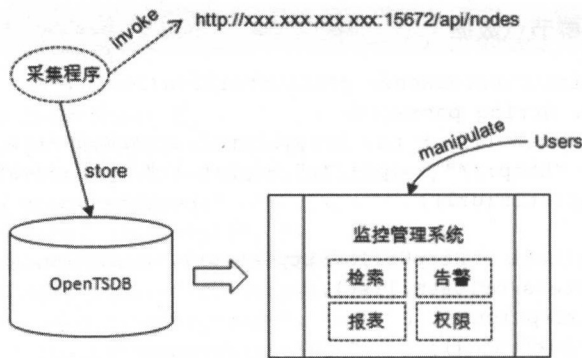 invoke
http://xxx.xxx.xxx.xxx:15672/api/nodes
采集程序
store
manipulate
Users
OpenTSDB
监控管理系统
检索
告警
报表
权限